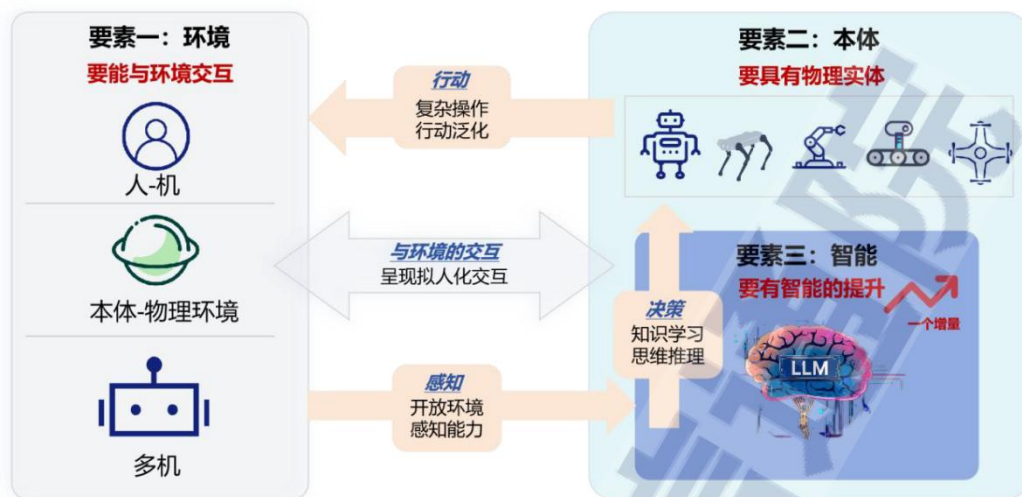 要素一：环境
要能与环境交互
人-机
本体-物理环境
多机
行动
复杂操作
行动泛化
与环境的交互
呈现拟人化交互
感知
开放环境
感知能力
要素二：本体
要具有物理实体
要素三：智能
要有智能的提升
一个增量
LLM
决策
知识学习
思维推理